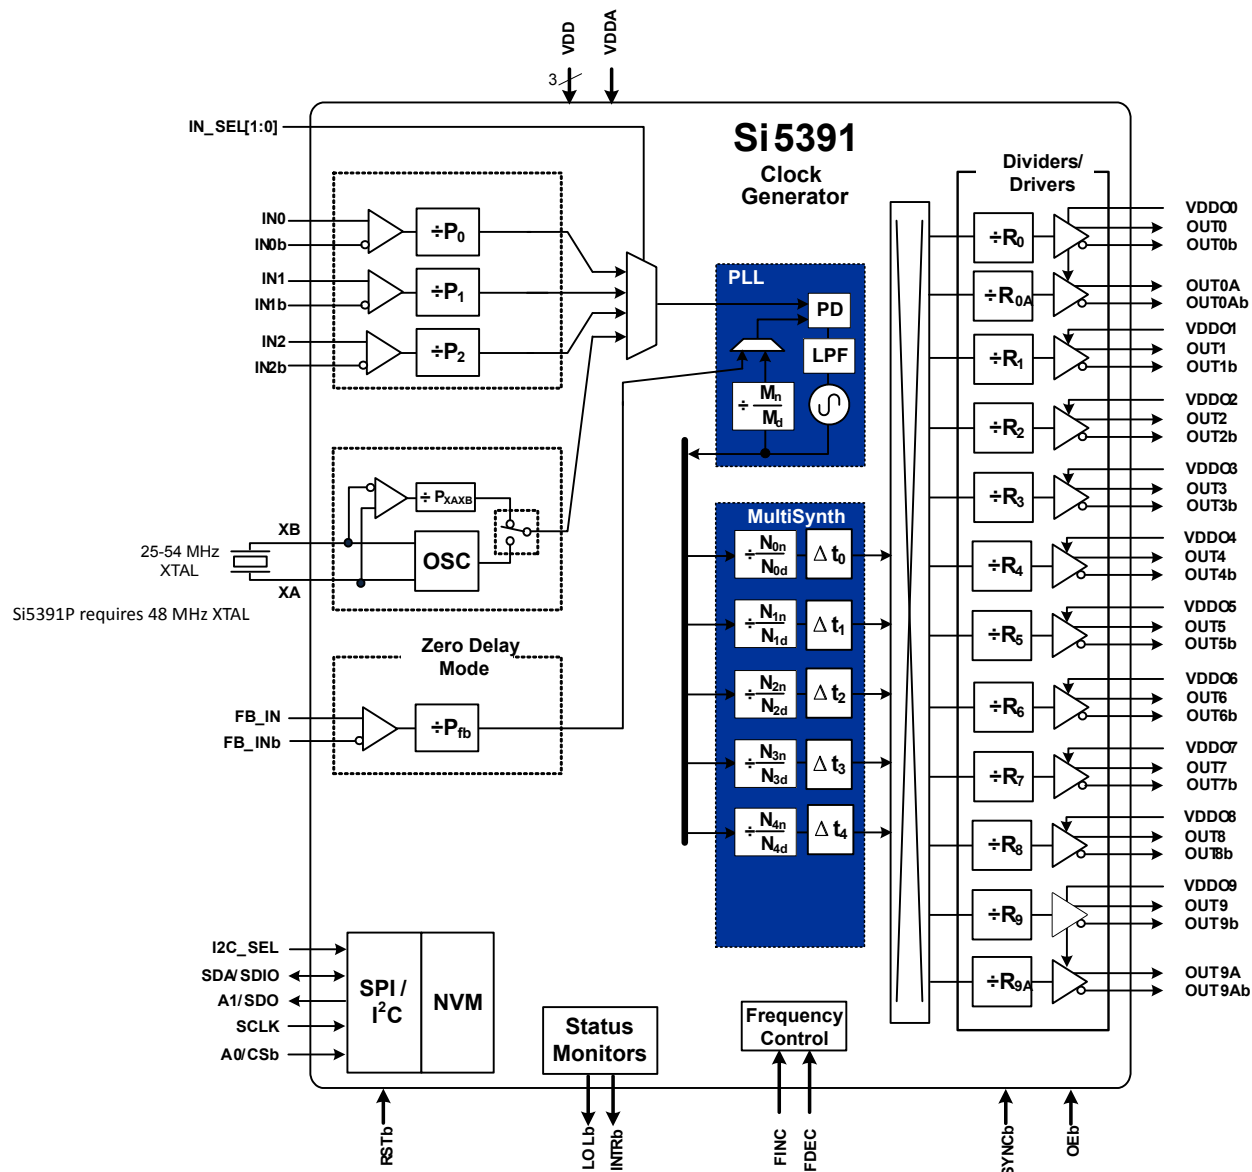 VDD
VDDA
3
IN_SEL[1:0]
Si5391
Clock
Generator
Dividers/
Drivers
IN0
IN0b
÷P0
IN1
IN1b
÷P1
IN2
IN2b
÷P2
PLL
PD
LPF
÷ Mn
Md
XB
25-54 MHz
XTAL
XA
Si5391P requires 48 MHz XTAL
÷ PXAXB
OSC
Zero Delay
Mode
FB_IN
FB_INb
÷Pfb
MultiSynth
÷ N0n
N0d
Δ t0
÷ N1n
N1d
Δ t1
÷ N2n
N2d
Δ t2
÷ N3n
N3d
Δ t3
÷ N4n
N4d
Δ t4
÷R0
VDDO0
OUT0
OUT0b
÷R0A
OUT0A
OUT0Ab
÷R1
VDDO1
OUT1
OUT1b
÷R2
VDDO2
OUT2
OUT2b
÷R3
VDDO3
OUT3
OUT3b
÷R4
VDDO4
OUT4
OUT4b
÷R5
VDDO5
OUT5
OUT5b
÷R6
VDDO6
OUT6
OUT6b
÷R7
VDDO7
OUT7
OUT7b
÷R8
VDDO8
OUT8
OUT8b
÷R9
VDDO9
OUT9
OUT9b
÷R9A
OUT9A
OUT9Ab
I2C_SEL
SDA/SDIO
A1/SDO
SCLK
A0/CSb
SPI /
I²C
NVM
Status
Monitors
Frequency
Control
RSTb
LOLb
INTRb
FINC
FDEC
SYNCb
OEb